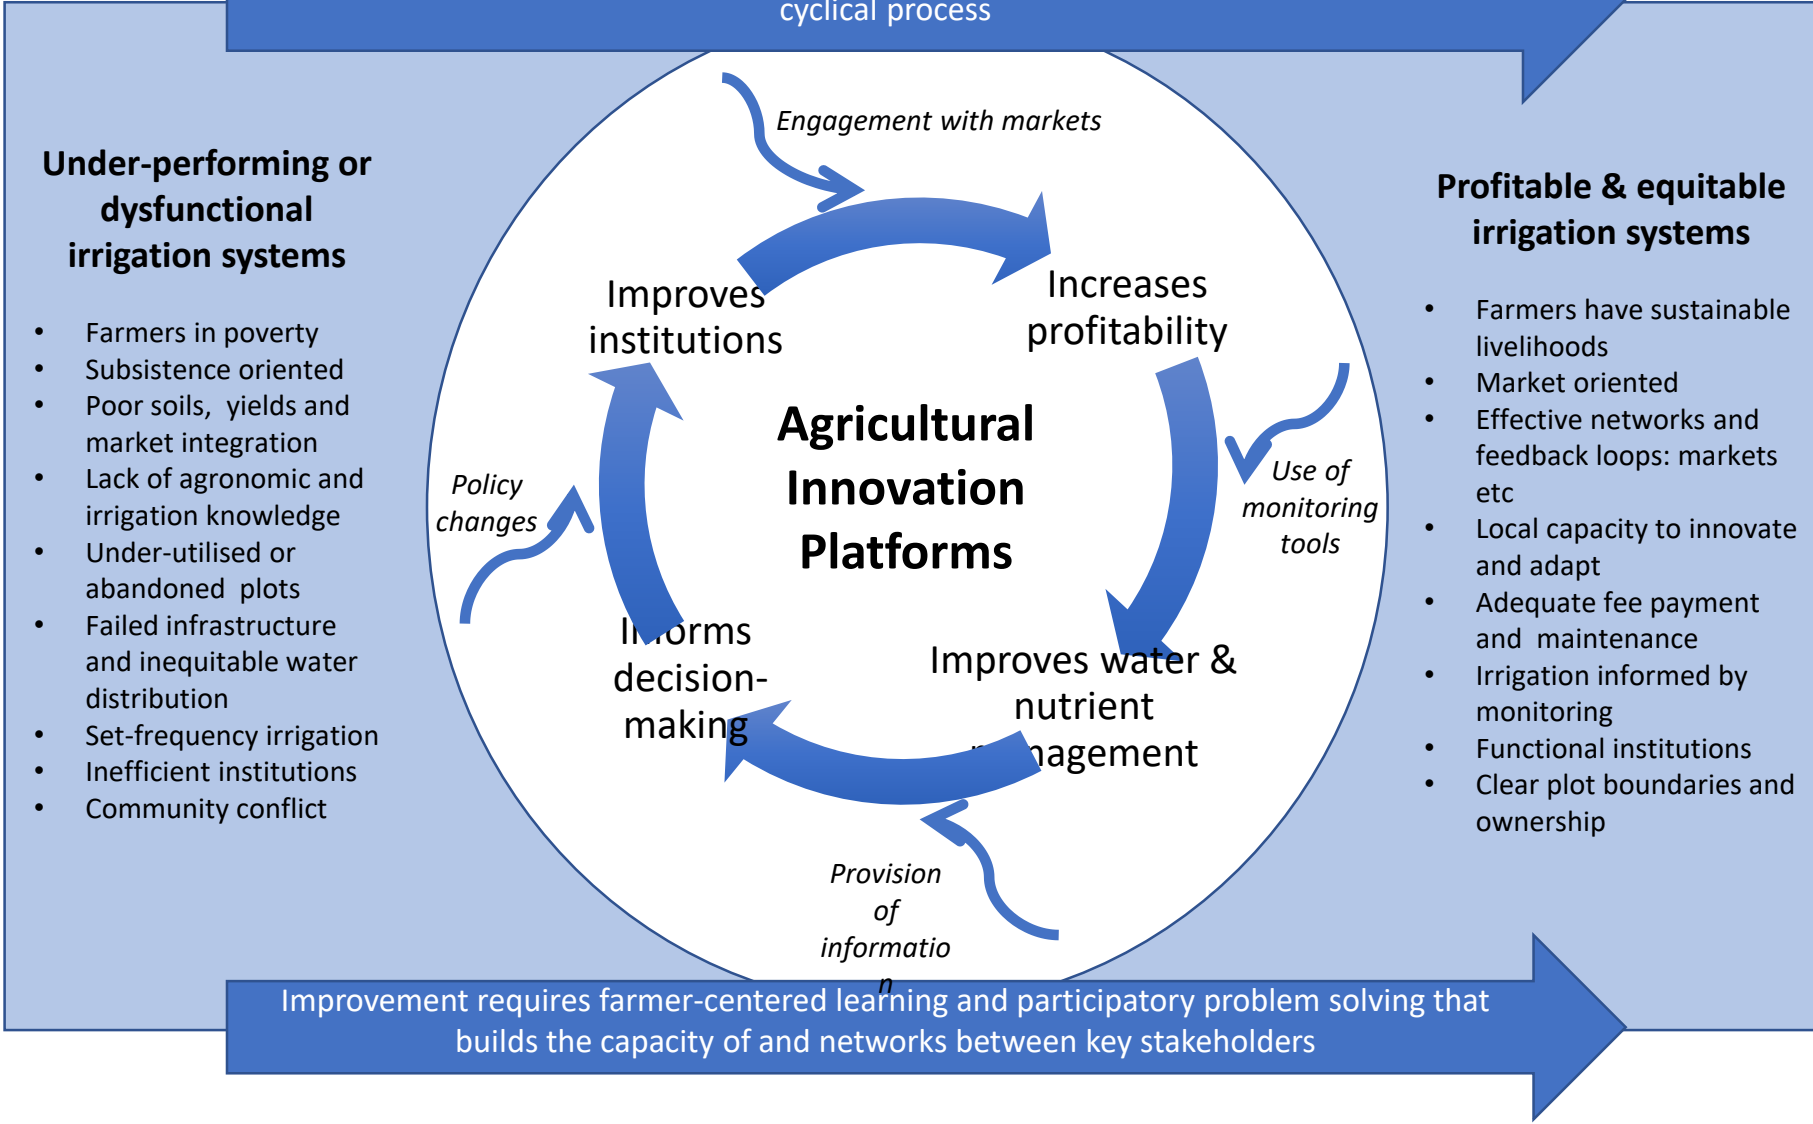 cyclical process
Under-performing or
dysfunctional
irrigation systems
• Farmers in poverty
• Subsistence oriented
• Poor soils, yields and
market integration
• Lack of agronomic and
irrigation knowledge
• Under-utilised or
abandoned plots
• Failed infrastructure
and inequitable water
distribution
• Set-frequency irrigation
• Inefficient institutions
• Community conflict
Engagement with markets
Improves
institutions
Increases
profitability
Agricultural
Innovation
Platforms
Policy
changes
Use of
monitoring
tools
Informs
decision-
making
Improves water &
nutrient
management
Provision
of
informatio
n
Profitable & equitable
irrigation systems
• Farmers have sustainable
livelihoods
• Market oriented
• Effective networks and
feedback loops: markets
etc
• Local capacity to innovate
and adapt
• Adequate fee payment
and maintenance
• Irrigation informed by
monitoring
• Functional institutions
• Clear plot boundaries and
ownership
Improvement requires farmer-centered learning and participatory problem solving that
builds the capacity of and networks between key stakeholders